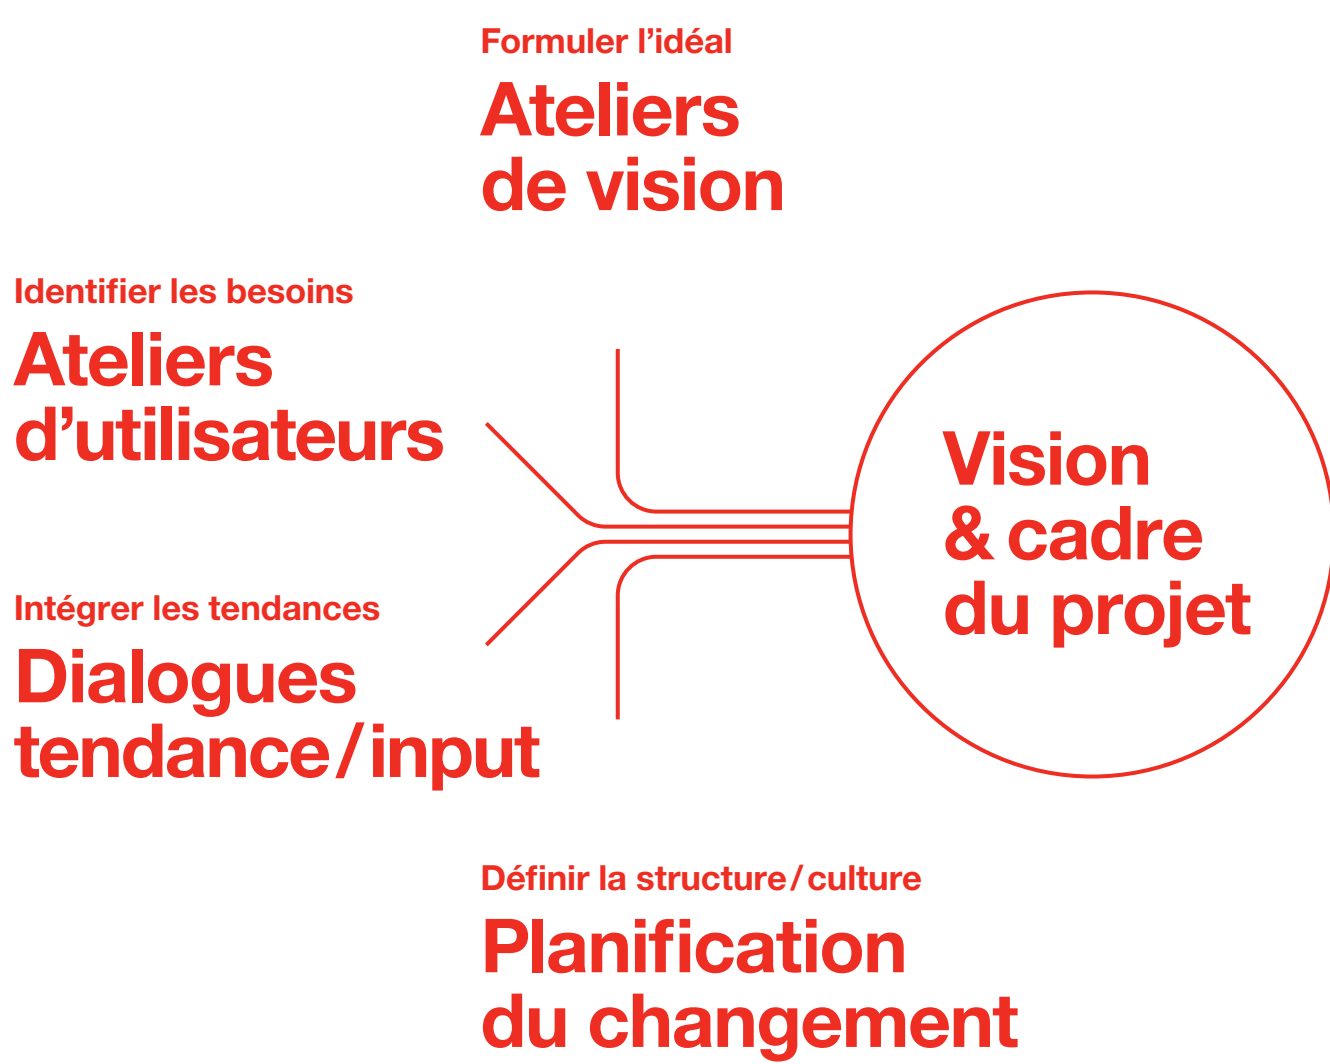 Formuler l’idéal
Ateliers
de vision
Identifier les besoins
Ateliers
d’utilisateurs
Vision
& cadre
du projet
Intégrer les tendances
Dialogues
tendance/input
Définir la structure/culture
Planification
du changement